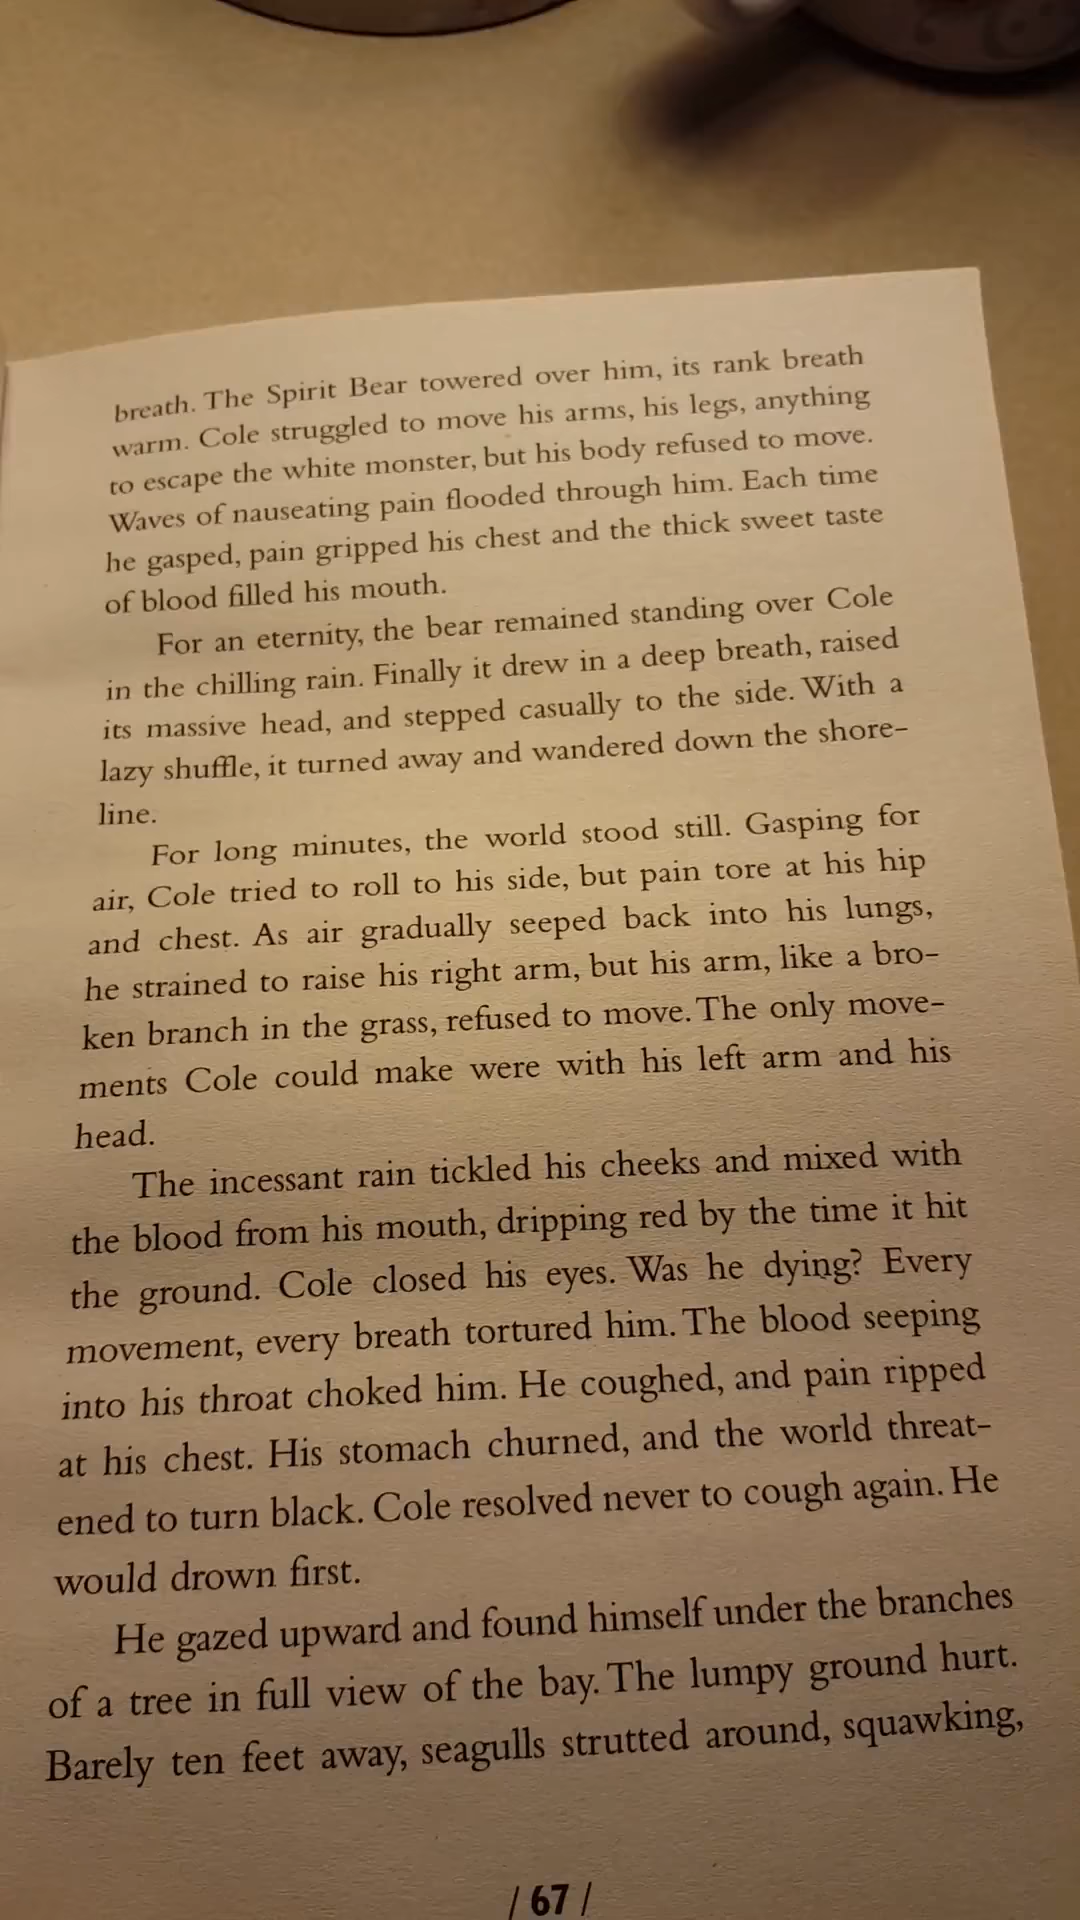 breath. The Spirit Bear towered over him, its rank breath
warm. Cole struggled to move his arms, his legs, anything
to escape the white monster, but his body refused to move.
Waves of nauseating pain flooded through him. Each time
he gasped, pain gripped his chest and the thick sweet taste
of blood filled his mouth.
For an eternity, the bear remained standing over Cole
in the chilling rain. Finally it drew in a deep breath, raised
its massive head, and stepped casually to the side. With a
lazy shuffle, it turned away and wandered down the shore-
line.
For long minutes, the world stood still. Gasping for
air, Cole tried to roll to his side, but pain tore at his hip
and chest. As air gradually seeped back into his lungs,
he strained to raise his right arm, but his arm, like a bro-
ken branch in the grass, refused to move. The only move-
ments Cole could make were with his left arm and his
head.
The incessant rain tickled his cheeks and mixed with
the blood from his mouth, dripping red by the time it hit
the ground. Cole closed his eyes. Was he dying? Every
movement, every breath tortured him. The blood seeping
into his throat choked him. He coughed, and pain ripped
at his chest. His stomach churned, and the world threat-
ened to turn black. Cole resolved never to cough again. He
would drown first.
He gazed upward and found himself under the branches
of a tree in full view of the bay. The lumpy ground hurt.
Barely ten feet away, seagulls strutted around, squawking,
/ 67 /